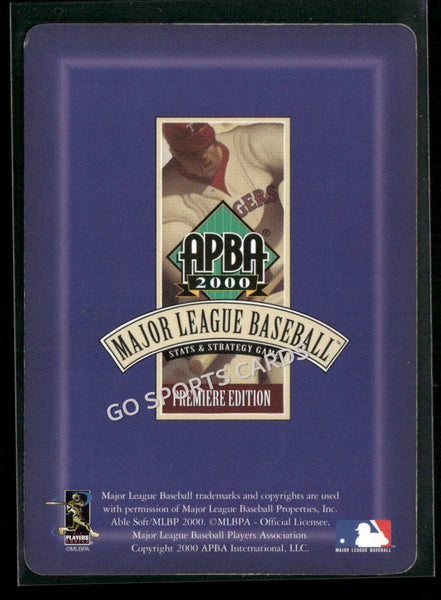 T
GERS
APBA®
2000
MAJOR LEAGUE BASEBALL™
STATS & STRATEGY GAME
GO SPORTS CARDS
PREMIERE EDITION
Major League Baseball trademarks and copyrights are used
with permission of Major League Baseball Properties, Inc.
Able Soft/MLBP 2000. ©MLBPA - Official Licensee,
Major League Baseball Players Association.
Copyright 2000 APBA International, LLC.
PLAYERS
CHOICE
©MLBPA
MAJOR LEAGUE BASEBALL